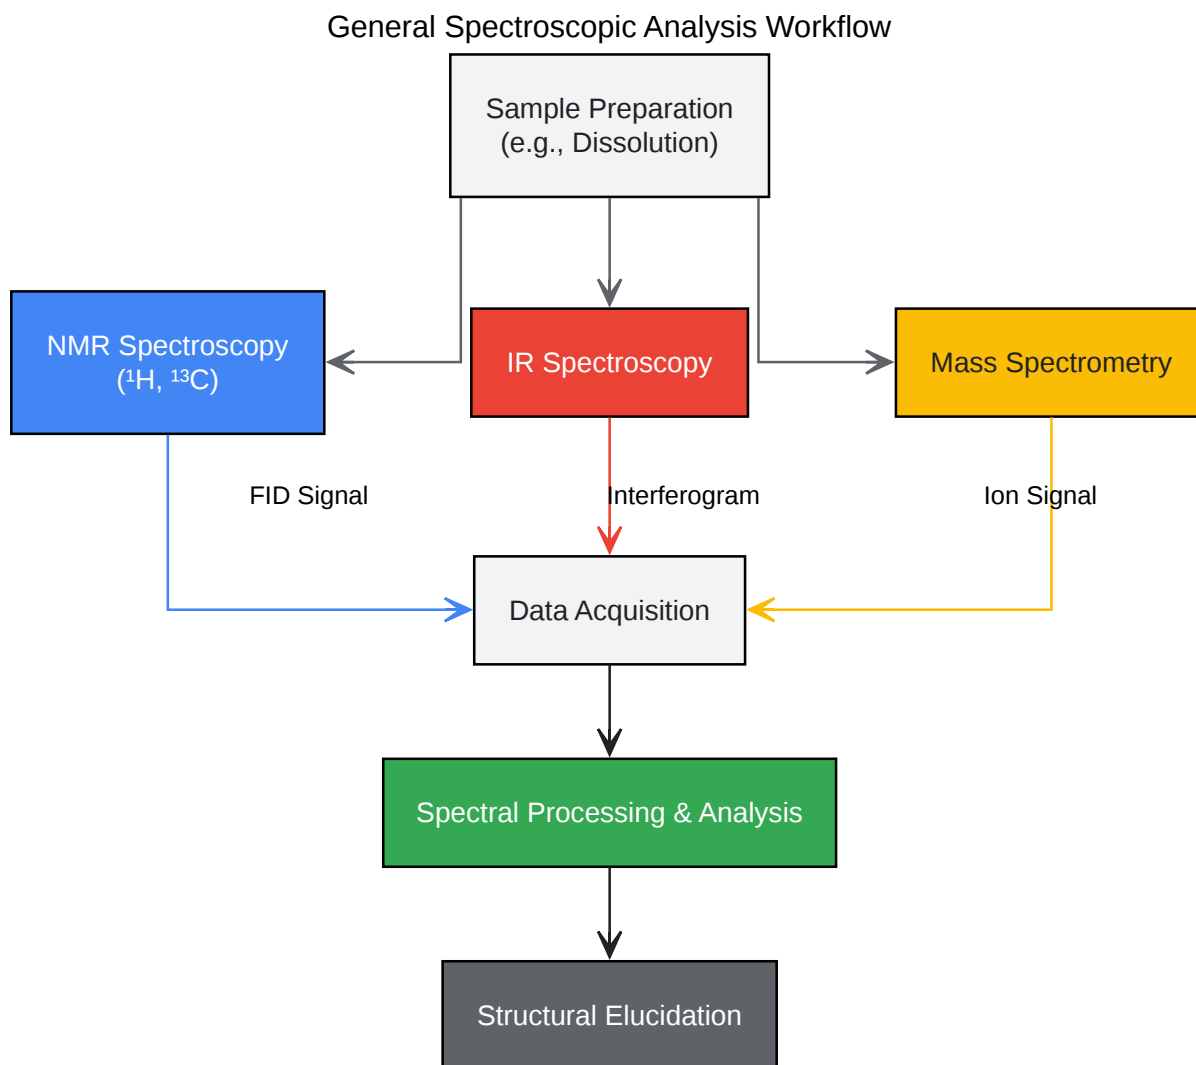 General Spectroscopic Analysis Workflow
Sample Preparation
(e.g., Dissolution)
NMR Spectroscopy
(¹H, ¹³C)
IR Spectroscopy
Mass Spectrometry
FID Signal
Interferogram
Ion Signal
Data Acquisition
Spectral Processing & Analysis
Structural Elucidation